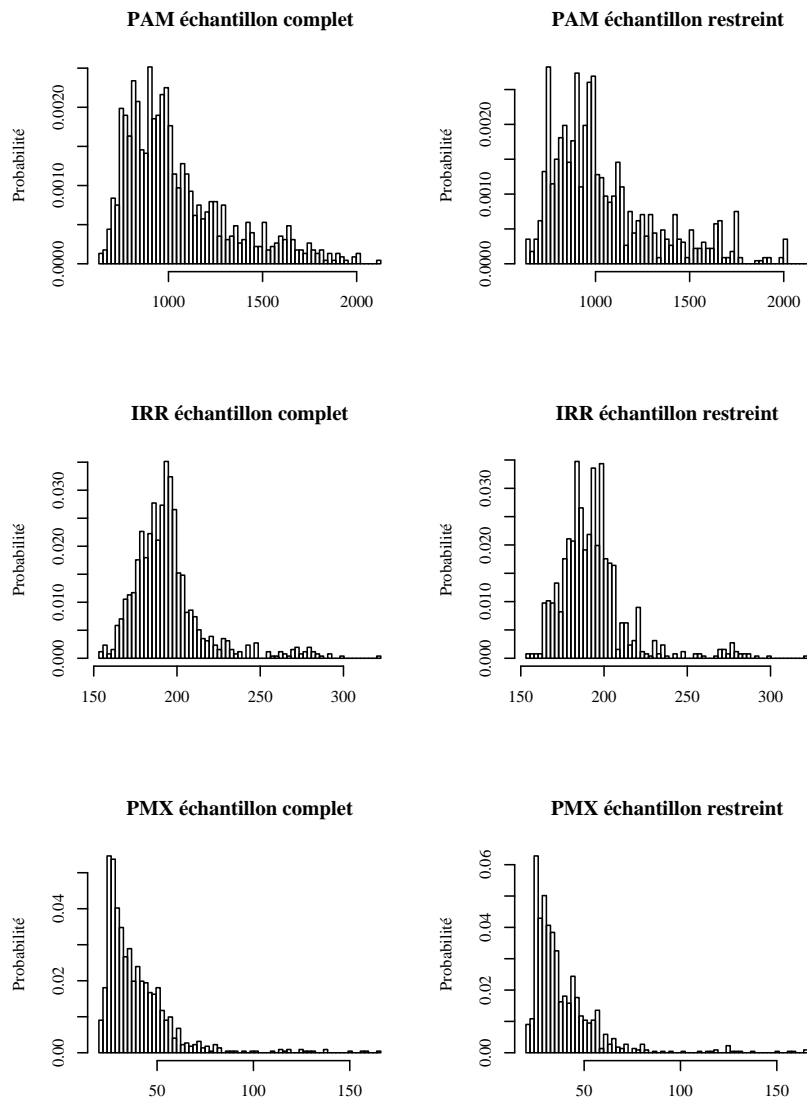 PAM échantillon complet
Probabilité
0.0000 0.0010 0.0020
1000 1500 2000
PAM échantillon restreint
Probabilité
0.0000 0.0010 0.0020
1000 1500 2000
IRR échantillon complet
Probabilité
0.000 0.010 0.020 0.030
150 200 250 300
IRR échantillon restreint
Probabilité
0.000 0.010 0.020 0.030
150 200 250 300
PMX échantillon complet
Probabilité
0.00 0.02 0.04
50 100 150
PMX échantillon restreint
Probabilité
0.00 0.02 0.04 0.06
50 100 150